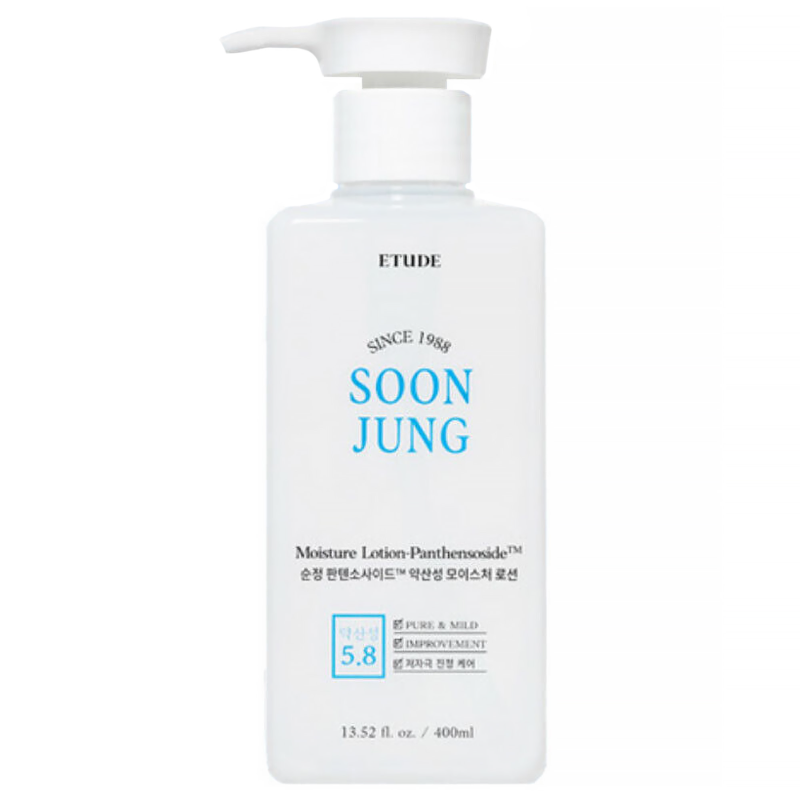 ETUDE
SINCE 1988
SOON
JUNG
Moisture Lotion-Panthensoside™
순정 판텐소사이드™ 약산성 모이스처 로션
약산성
5.8
PURE & MILD
IMPROVEMENT
저자극 진정 케어
13.52 fl. oz. / 400ml